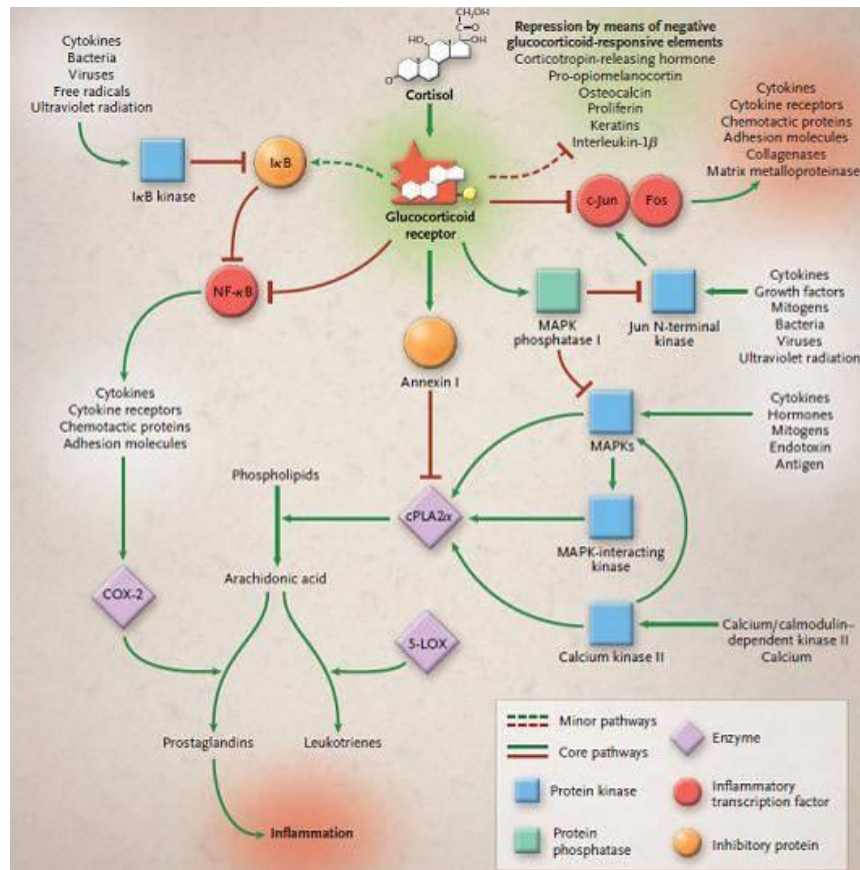 Cytokines
Bacteria
Viruses
Free radicals
Ultraviolet radiation
CH₂OH
C=O
HO
OH
O
Cortisol
Repression by means of negative
glucocorticoid-responsive elements
Corticotropin-releasing hormone
Pro-opiomelanocortin
Osteocalcin
Proliferin
Keratins
Interleukin-1β
Cytokines
Cytokine receptors
Chemotactic proteins
Adhesion molecules
Collagenases
Matrix metalloproteinase
IκB kinase
IκB
Glucocorticoid
receptor
c-Jun
Fos
NF-κB
Annexin I
MAPK
phosphatase I
Jun N-terminal
kinase
Cytokines
Growth factors
Mitogens
Bacteria
Viruses
Ultraviolet radiation
Cytokines
Cytokine receptors
Chemotactic proteins
Adhesion molecules
MAPKs
Cytokines
Hormones
Mitogens
Endotoxin
Antigen
Phospholipids
cPLA2α
MAPK-interacting
kinase
Arachidonic acid
COX-2
5-LOX
Calcium kinase II
Calcium/calmodulin–
dependent kinase II
Calcium
Prostaglandins
Leukotrienes
Inflammation
Minor pathways
Core pathways
Protein kinase
Protein
phosphatase
Enzyme
Inflammatory
transcription factor
Inhibitory protein